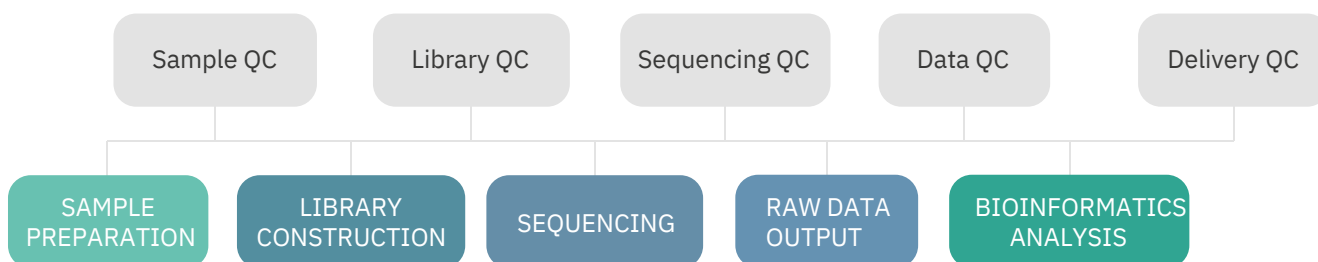 Sample QC
Library QC
Sequencing QC
Data QC
Delivery QC
SAMPLE
PREPARATION
LIBRARY
CONSTRUCTION
SEQUENCING
RAW DATA
OUTPUT
BIOINFORMATICS
ANALYSIS